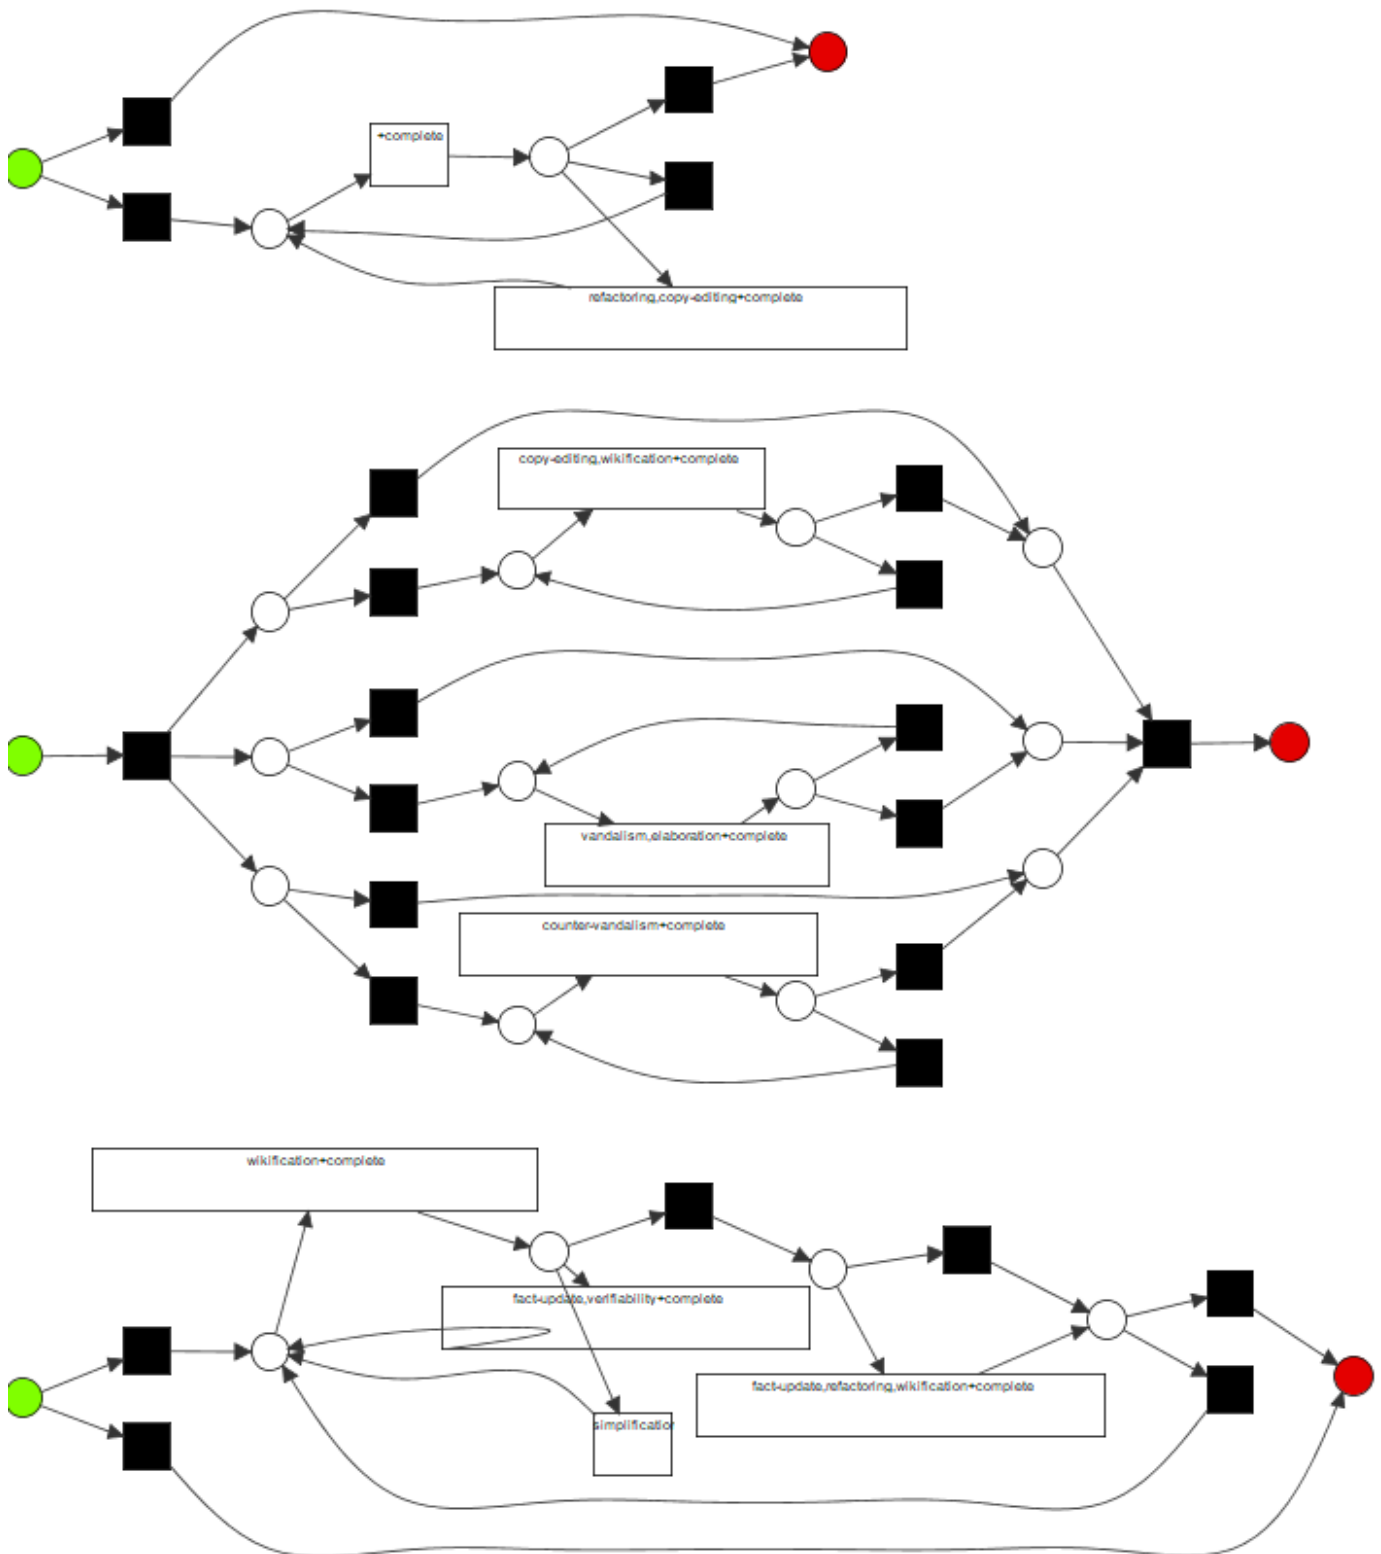 +complete
refactoring,copy-editing+complete
copy-editing,wikification+complete
vandalism,elaboration+complete
counter-vandalism+complete
wikification+complete
fact-update,verifiability+complete
fact-update,refactoring,wikification+complete
simplification